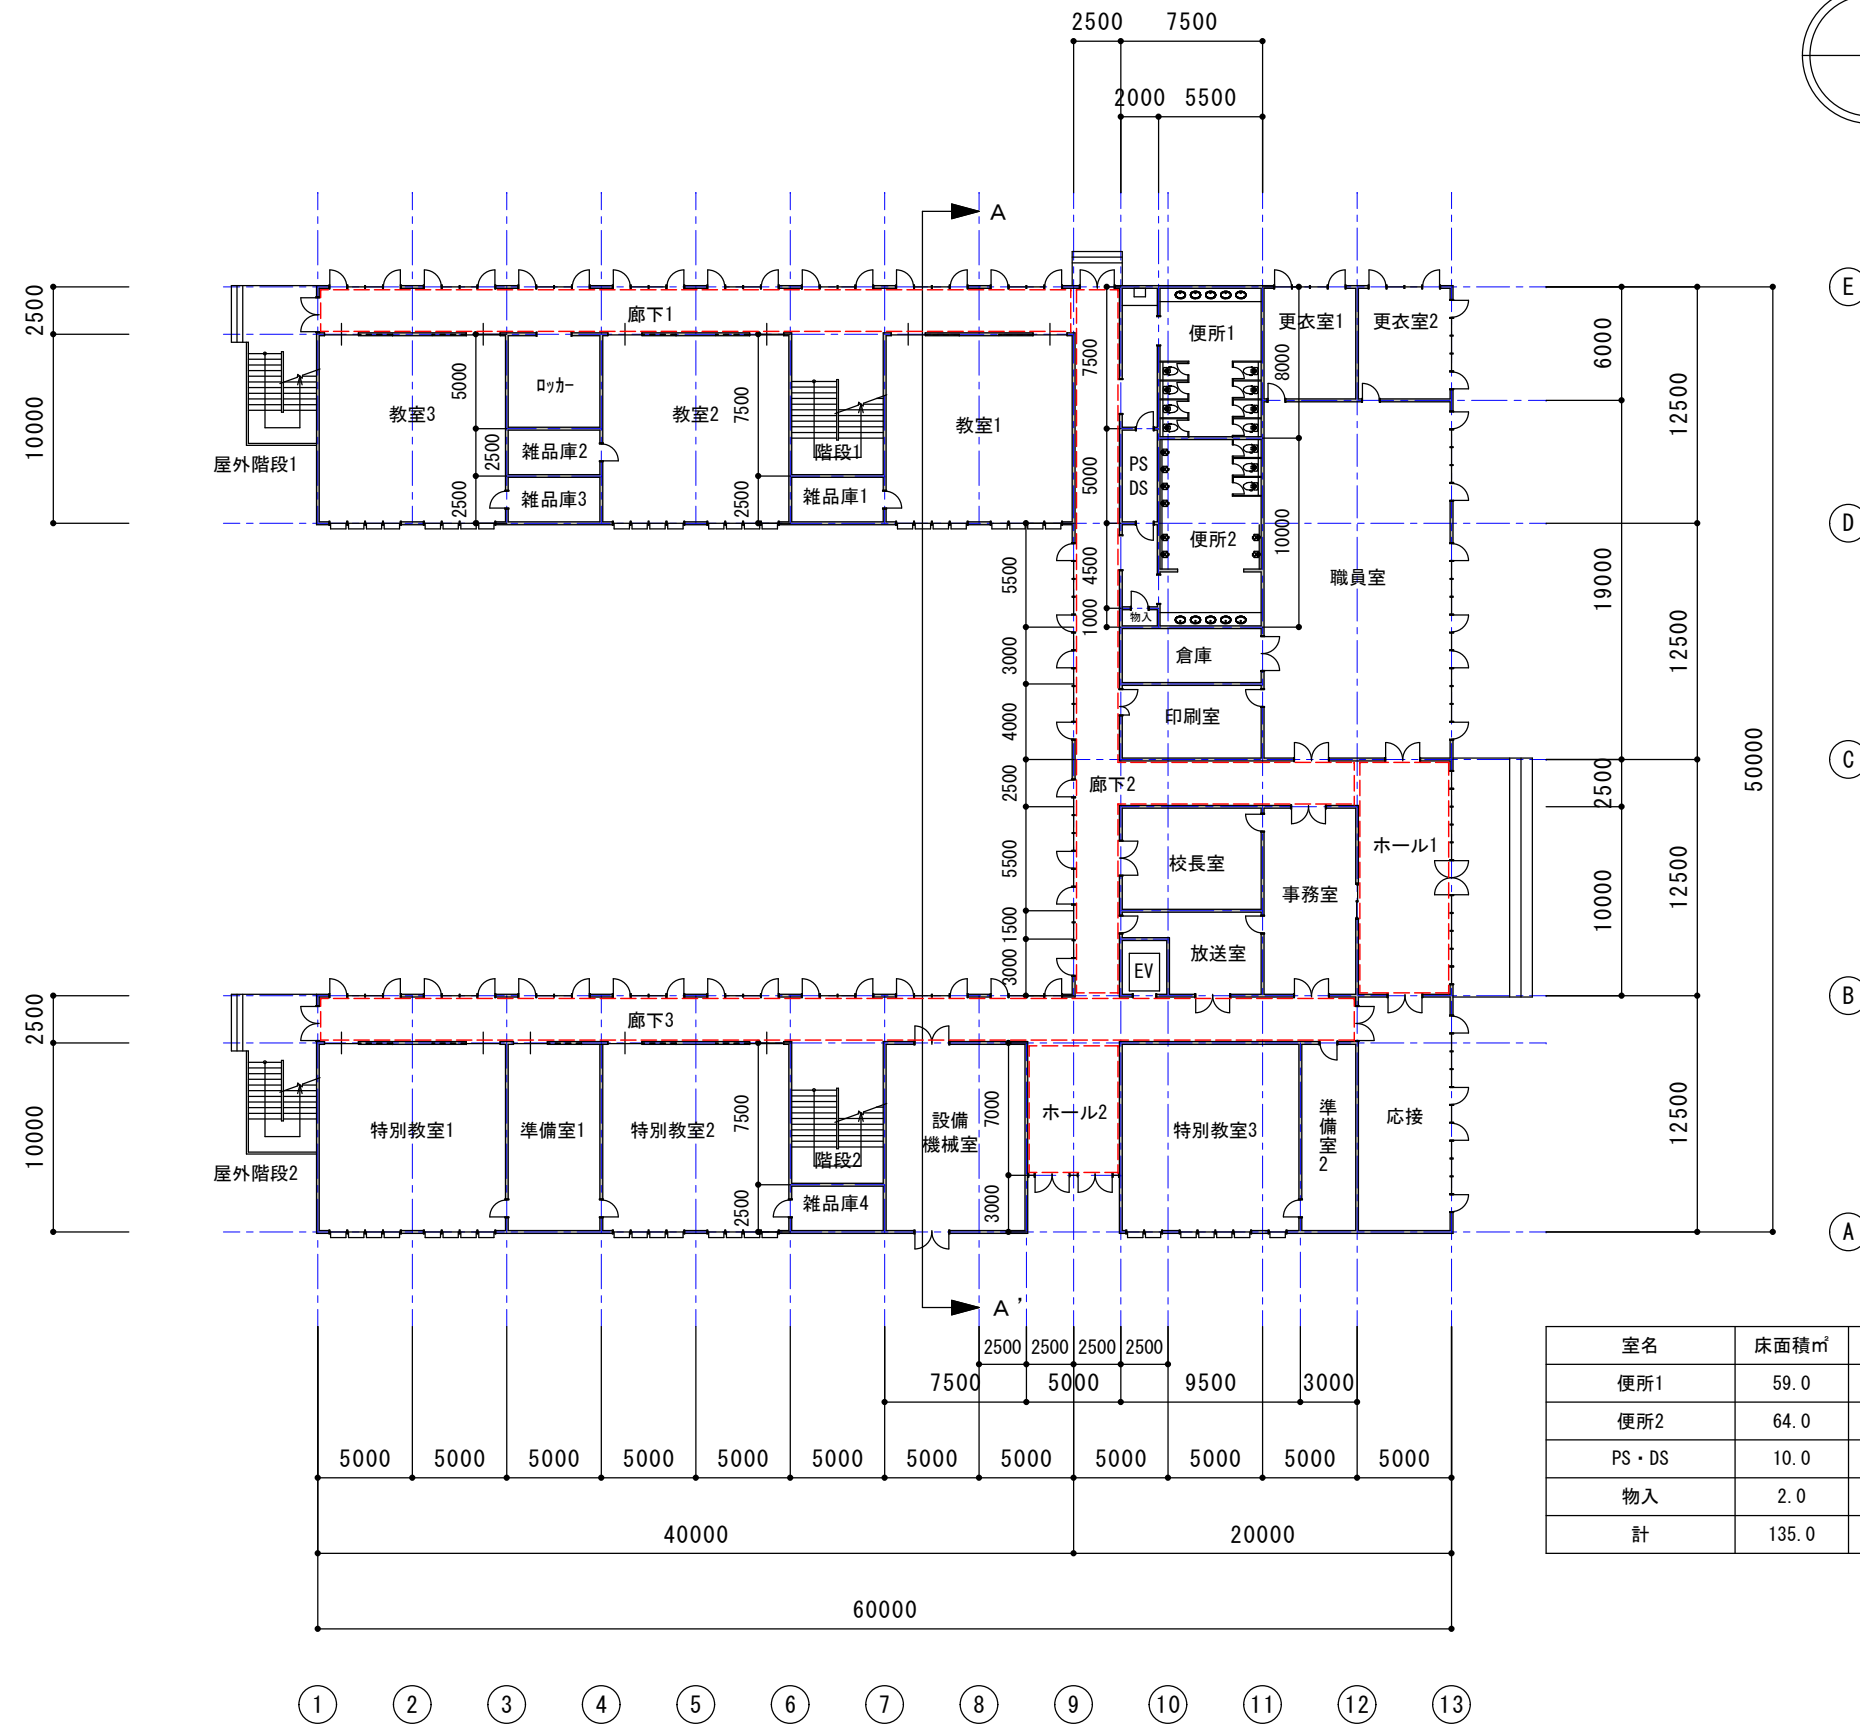 2500 7500
2000 5500
A
E
D
C
B
A
2500
10000
2500
10000
廊下1
教室3
5000
2500
2500
ロッカー
雑品庫2
雑品庫3
教室2
7500
2500
階段1
雑品庫1
教室1
屋外階段1
7500
5000
4500
1000
便所1
8000
更衣室1
更衣室2
PS
DS
便所2
10000
物入
職員室
倉庫
印刷室
5500
3000
4000
2500
5500
1500
3000
廊下2
校長室
事務室
ホール1
放送室
EV
6000
19000
2500
10000
12500
12500
12500
12500
50000
廊下3
特別教室1
準備室1
特別教室2
7500
2500
階段2
雑品庫4
設備
機械室
7000
3000
ホール2
特別教室3
準
備
室
2
応接
屋外階段2
A'
2500 2500 2500 2500
7500 5000 9500 3000
5000 5000 5000 5000 5000 5000 5000 5000 5000 5000 5000 5000
40000 20000
60000
1 2 3 4 5 6 7 8 9 10 11 12 13
室名 床面積㎡
便所1 59.0
便所2 64.0
PS・DS 10.0
物入 2.0
計 135.0